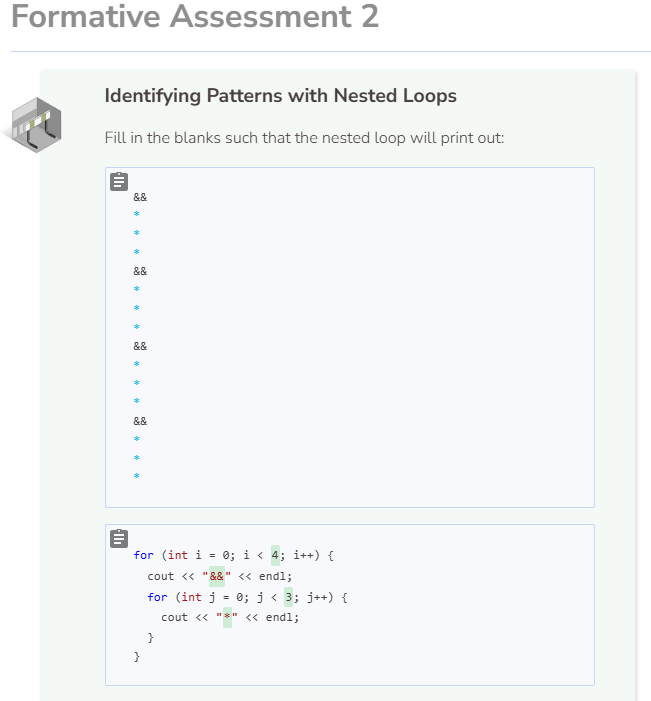 Formative Assessment 2
Identifying Patterns with Nested Loops
Fill in the blanks such that the nested loop will print out:
&&
*
*
*
&&
*
*
*
&&
*
*
*
&&
*
*
*
for (int i = 0; i < 4; i++) {
  cout << "&&" << endl;
  for (int j = 0; j < 3; j++) {
    cout << "*" << endl;
  }
}